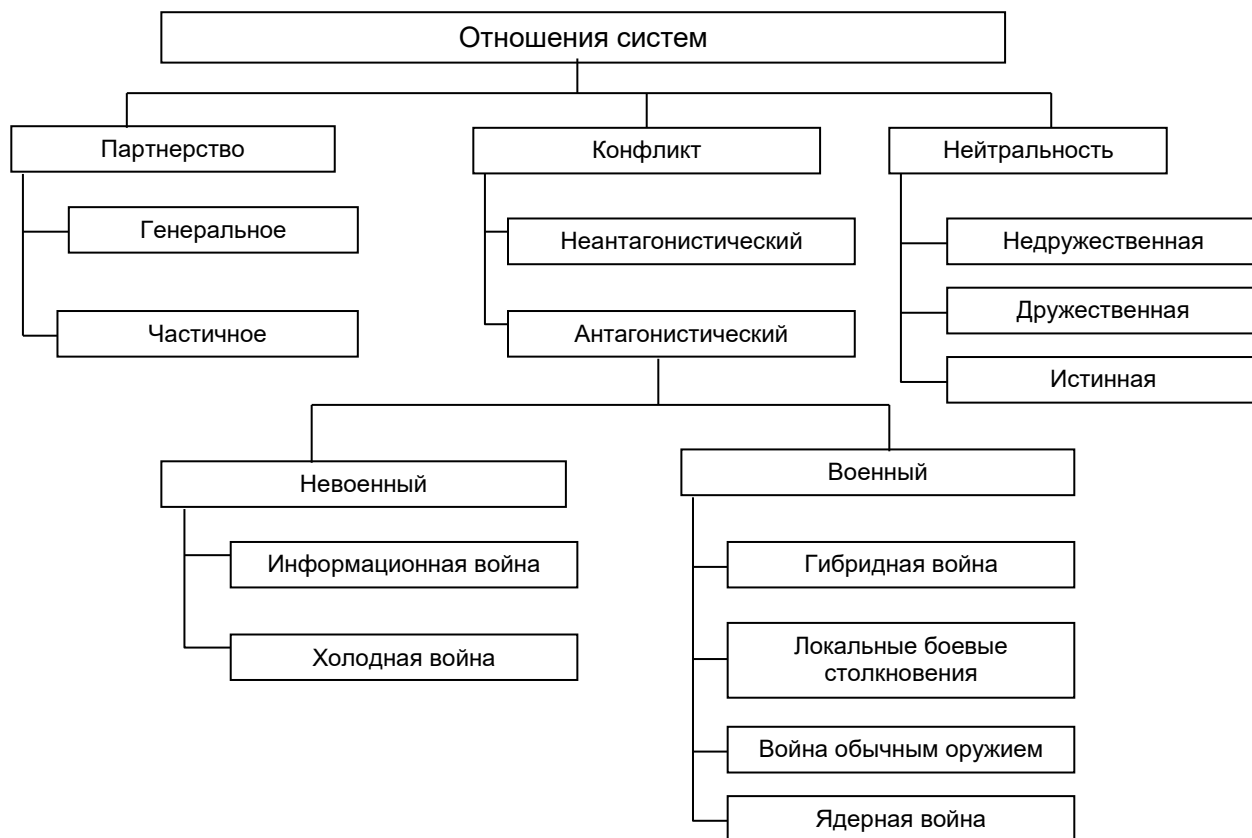 Отношения систем
Партнерство
Конфликт
Нейтральность
Генеральное
Неантагонистический
Недружественная
Частичное
Антагонистический
Дружественная
Истинная
Невоенный
Военный
Информационная война
Гибридная война
Холодная война
Локальные боевые
столкновения
Война обычным оружием
Ядерная война